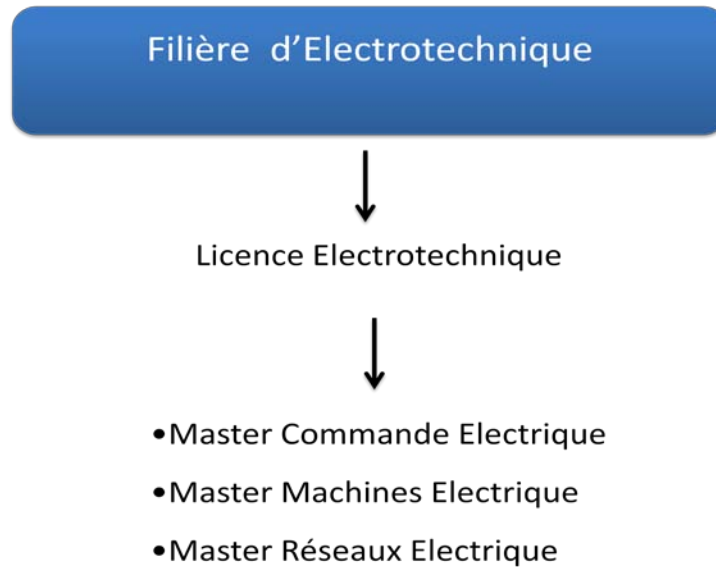 Filière d’Electrotechnique
Licence Electrotechnique
•Master Commande Electrique
•Master Machines Electrique
•Master Réseaux Electrique